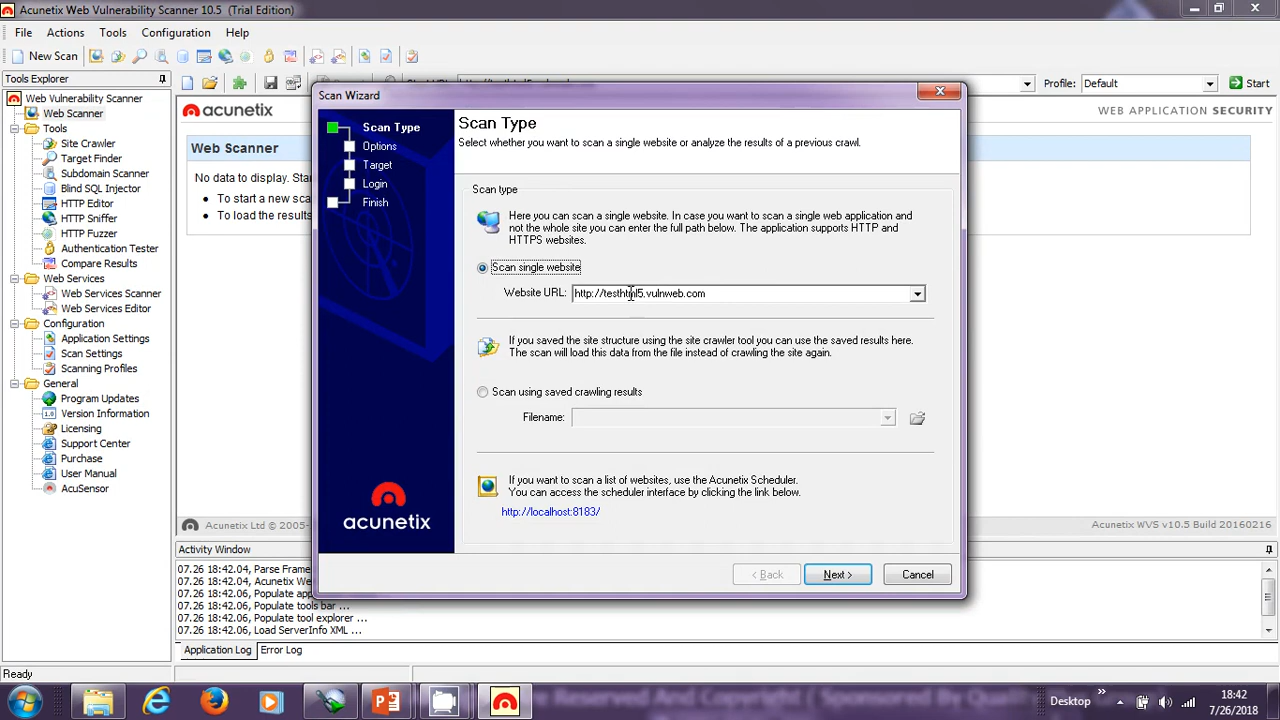 Acunetix Web Vulnerability Scanner 10.5 (Trial Edition)
File Actions Tools Configuration Help
New Scan
Tools Explorer
Profile: Default Start
Web Vulnerability Scanner
Web Scanner
Tools
Site Crawler
Target Finder
Subdomain Scanner
Blind SQL Injector
HTTP Editor
HTTP Sniffer
HTTP Fuzzer
Authentication Tester
Compare Results
Web Services
Web Services Scanner
Web Services Editor
Configuration
Application Settings
Scan Settings
Scanning Profiles
General
Program Updates
Version Information
Licensing
Support Center
Purchase
User Manual
AcuSensor
acunetix
WEB APPLICATION SECURITY
Web Scanner
No data to display.
To start a new
To load the results
Scan Wizard
Scan Type
Options
Target
Login
Finish
acunetix
Scan Type
Select whether you want to scan a single website or analyze the results of a previous crawl.
Scan type
Here you can scan a single website. In case you want to scan a single web application and
not the whole site you can enter the full path below. The application supports HTTP and
HTTPS websites.
Scan single website
Website URL: http://testhtml5.vulnweb.com
If you saved the site structure using the site crawler tool you can use the saved results here.
The scan will load this data from the file instead of crawling the site again.
Scan using saved crawling results
Filename:
If you want to scan a list of websites, use the Acunetix Scheduler.
You can access the scheduler interface by clicking the link below.
http://localhost:8183/
< Back Next > Cancel
Acunetix Ltd © 2005-
Acunetix WVS v10.5 Build 20160216
Activity Window
07.26 18:42.04, Parse Frame
07.26 18:42.04, Acunetix We
07.26 18:42.06, Populate app
07.26 18:42.06, Populate tools bar ...
07.26 18:42.06, Populate tool explorer ...
07.26 18:42.06, Load ServerInfo XML ...
Application Log Error Log
Ready
Desktop
18:42
7/26/2018